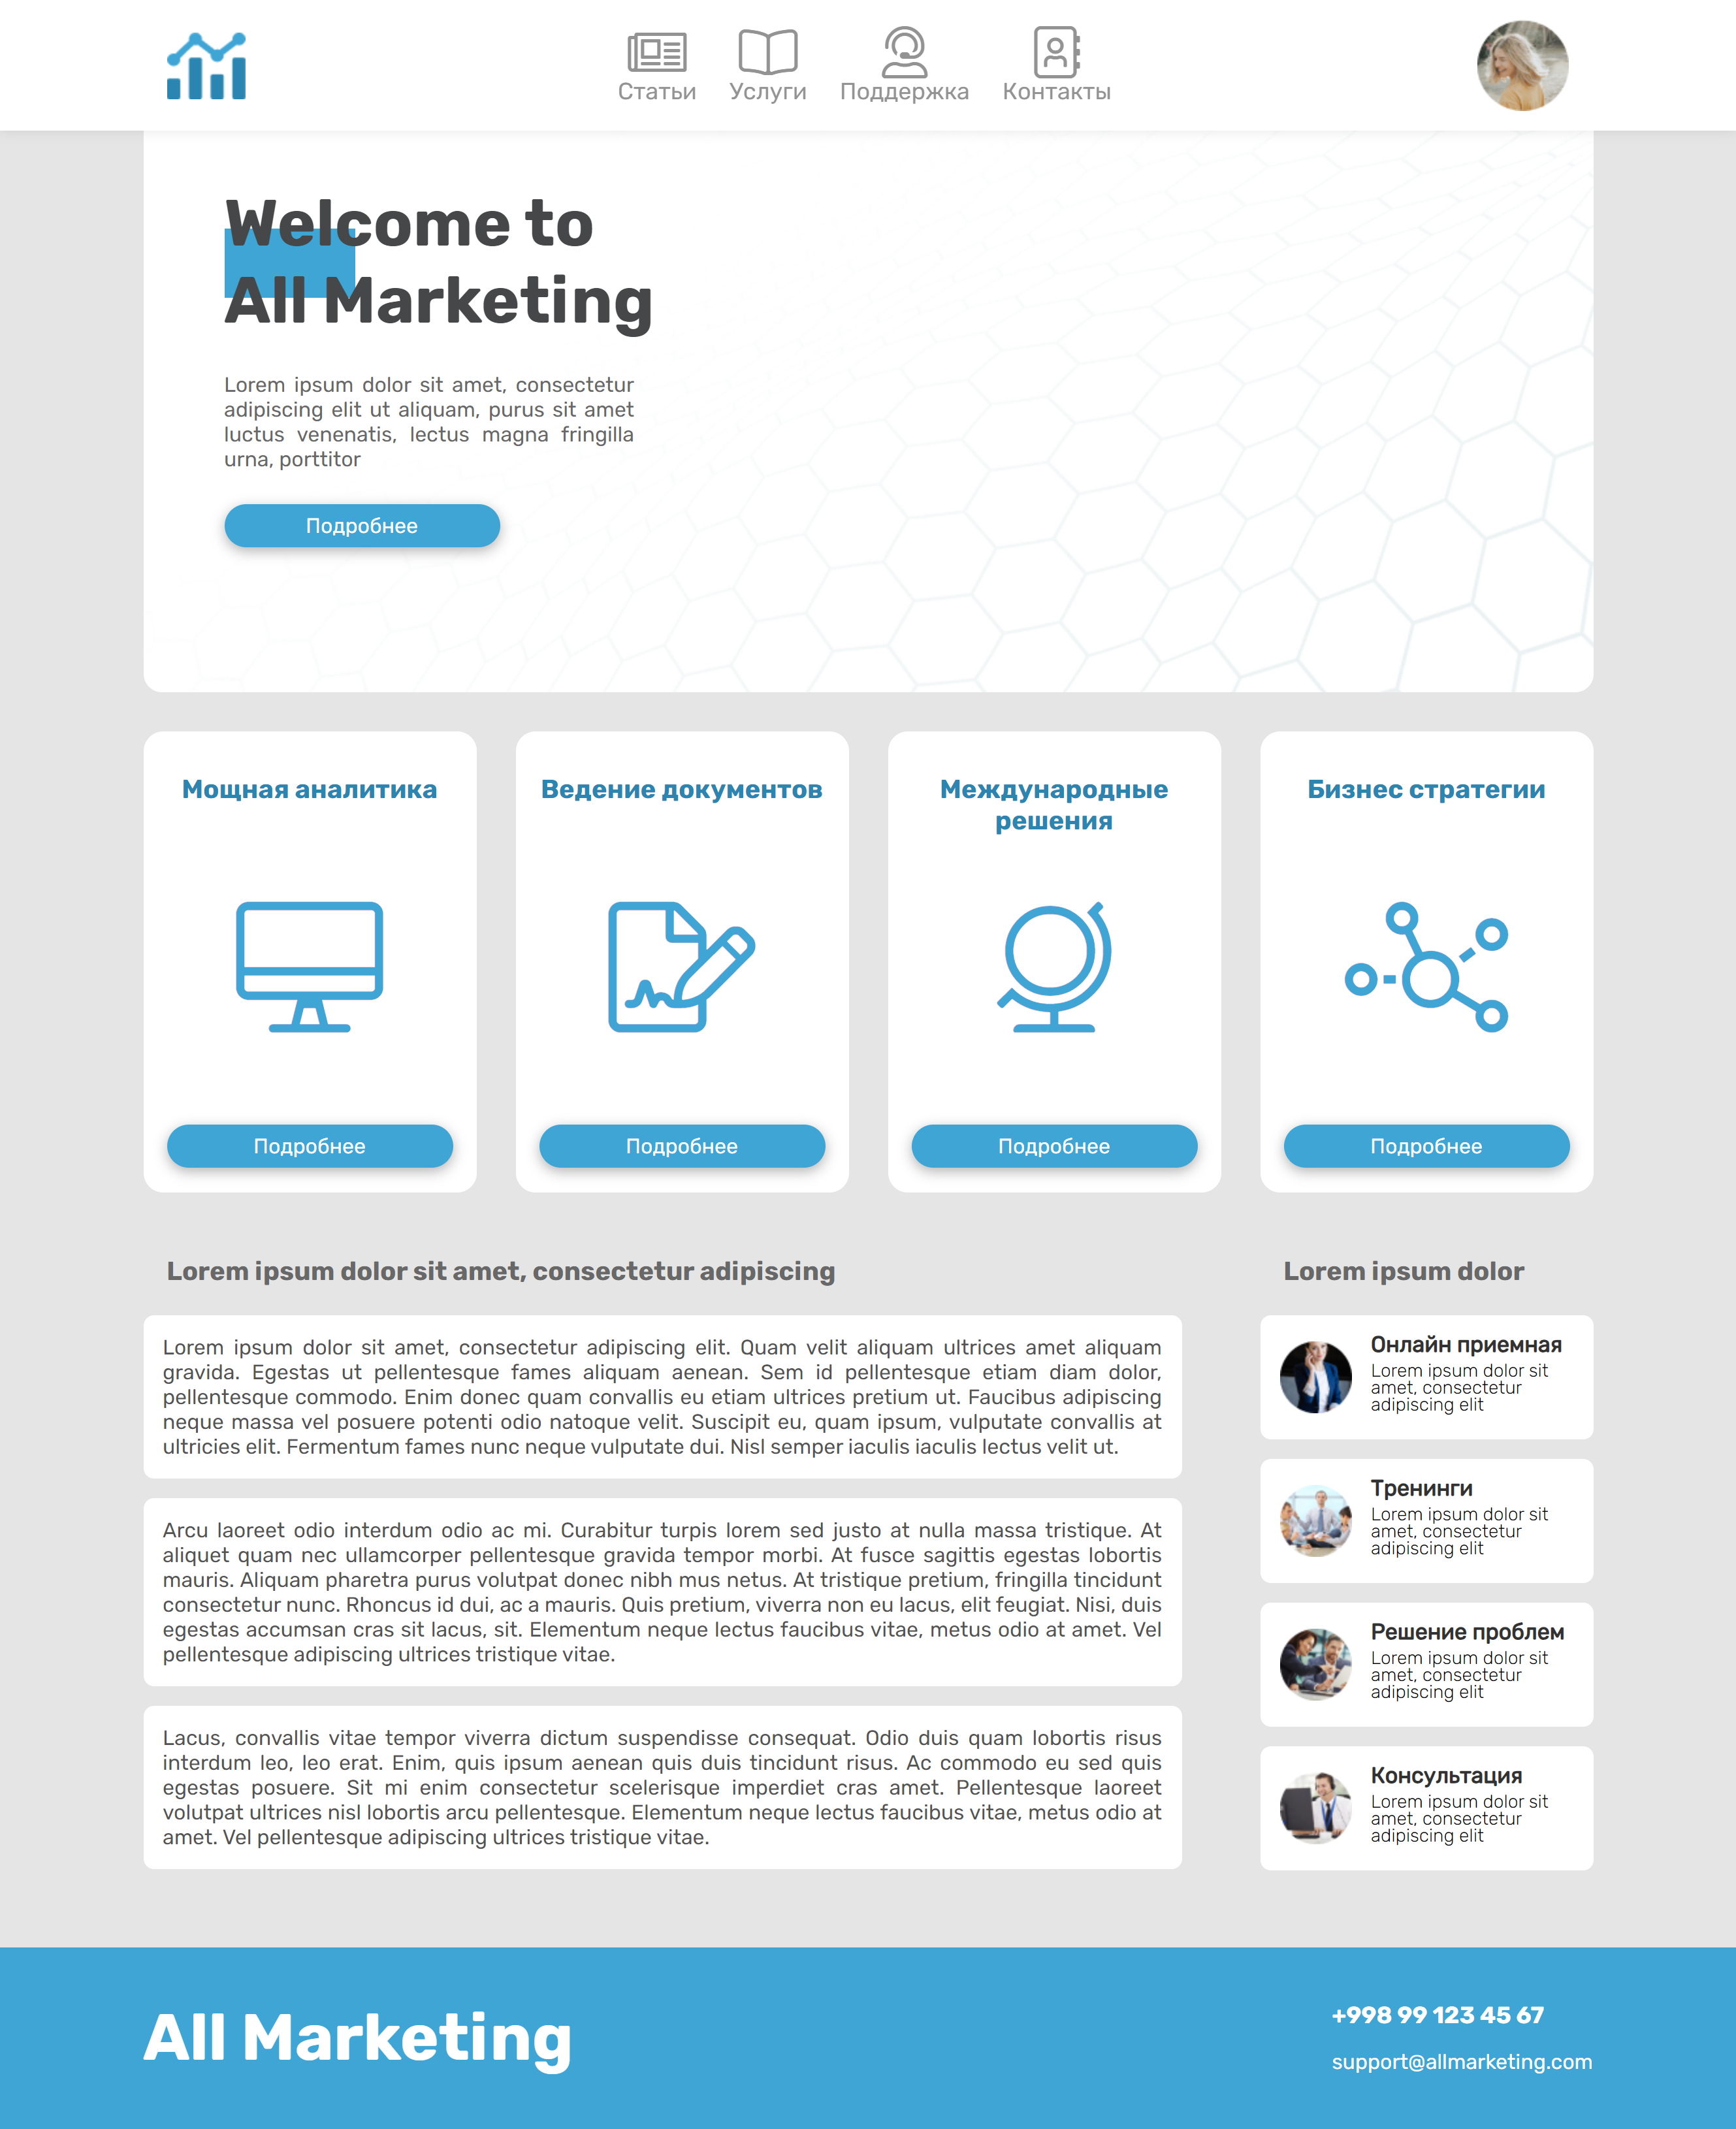 Статьи Услуги Поддержка Контакты
Welcome to
All Marketing
Lorem ipsum dolor sit amet, consectetur
adipiscing elit ut aliquam, purus sit amet
luctus venenatis, lectus magna fringilla
urna, porttitor
Подробнее
Мощная аналитика
Подробнее
Ведение документов
Подробнее
Международные
решения
Подробнее
Бизнес стратегии
Подробнее
Lorem ipsum dolor sit amet, consectetur adipiscing
Lorem ipsum dolor sit amet, consectetur adipiscing elit. Quam velit aliquam ultrices amet aliquam
gravida. Egestas ut pellentesque fames aliquam aenean. Sem id pellentesque etiam diam dolor,
pellentesque commodo. Enim donec quam convallis eu etiam ultrices pretium ut. Faucibus adipiscing
neque massa vel posuere potenti odio natoque velit. Suscipit eu, quam ipsum, vulputate convallis at
ultricies elit. Fermentum fames nunc neque vulputate dui. Nisl semper iaculis iaculis lectus velit ut.
Arcu laoreet odio interdum odio ac mi. Curabitur turpis lorem sed justo at nulla massa tristique. At
aliquet quam nec ullamcorper pellentesque gravida tempor morbi. At fusce sagittis egestas lobortis
mauris. Aliquam pharetra purus volutpat donec nibh mus netus. At tristique pretium, fringilla tincidunt
consectetur nunc. Rhoncus id dui, ac a mauris. Quis pretium, viverra non eu lacus, elit feugiat. Nisi, duis
egestas accumsan cras sit lacus, sit. Elementum neque lectus faucibus vitae, metus odio at amet. Vel
pellentesque adipiscing ultrices tristique vitae.
Lacus, convallis vitae tempor viverra dictum suspendisse consequat. Odio duis quam lobortis risus
interdum leo, leo erat. Enim, quis ipsum aenean quis duis tincidunt risus. Ac commodo eu sed quis
egestas posuere. Sit mi enim consectetur scelerisque imperdiet cras amet. Pellentesque laoreet
volutpat ultrices nisl lobortis arcu pellentesque. Elementum neque lectus faucibus vitae, metus odio at
amet. Vel pellentesque adipiscing ultrices tristique vitae.
Lorem ipsum dolor
Онлайн приемная
Lorem ipsum dolor sit
amet, consectetur
adipiscing elit
Тренинги
Lorem ipsum dolor sit
amet, consectetur
adipiscing elit
Решение проблем
Lorem ipsum dolor sit
amet, consectetur
adipiscing elit
Консультация
Lorem ipsum dolor sit
amet, consectetur
adipiscing elit
All Marketing
+998 99 123 45 67
support@allmarketing.com